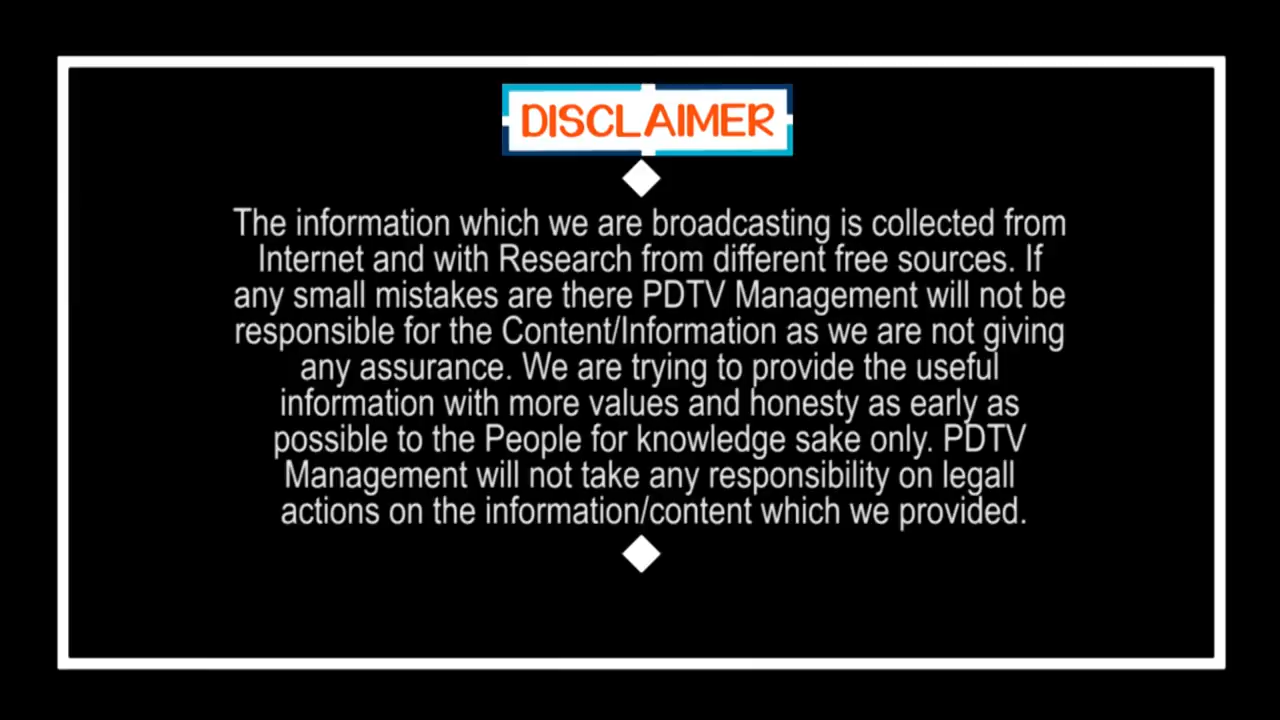 DISCLAIMER
The information which we are broadcasting is collected from
Internet and with Research from different free sources. If
any small mistakes are there PDTV Management will not be
responsible for the Content/Information as we are not giving
any assurance. We are trying to provide the useful
information with more values and honesty as early as
possible to the People for knowledge sake only. PDTV
Management will not take any responsibility on legall
actions on the information/content which we provided.